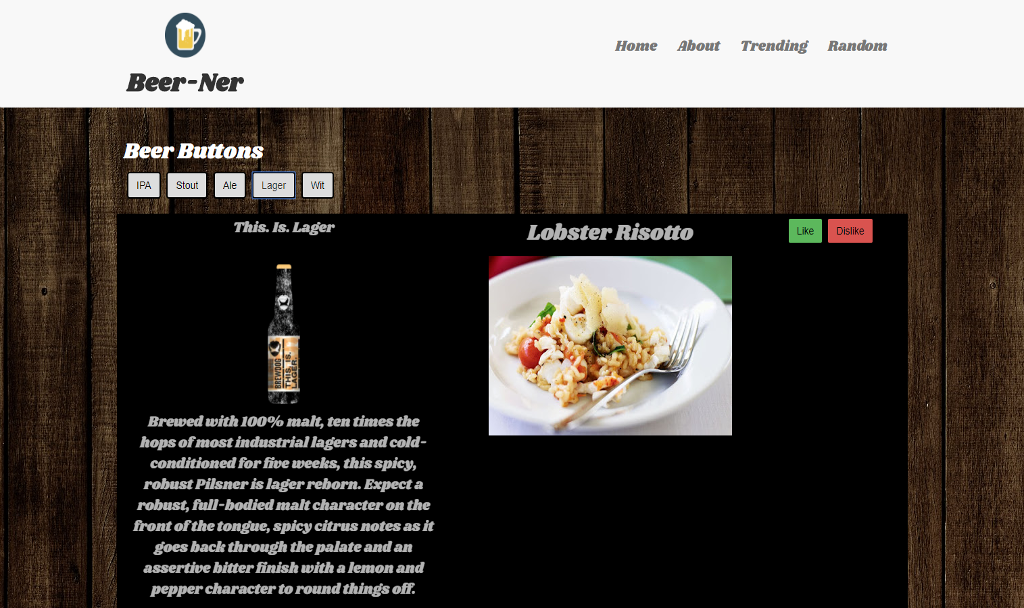 Beer-Ner
Home About Trending Random
Beer Buttons
IPA Stout Ale Lager Wit
This. Is. Lager
Lobster Risotto
Like Dislike
BREWDOG
THIS. IS. LAGER.
Brewed with 100% malt, ten times the
hops of most industrial lagers and cold-
conditioned for five weeks, this spicy,
robust Pilsner is lager reborn. Expect a
robust, full-bodied malt character on the
front of the tongue, spicy citrus notes as it
goes back through the palate and an
assertive bitter finish with a lemon and
pepper character to round things off.